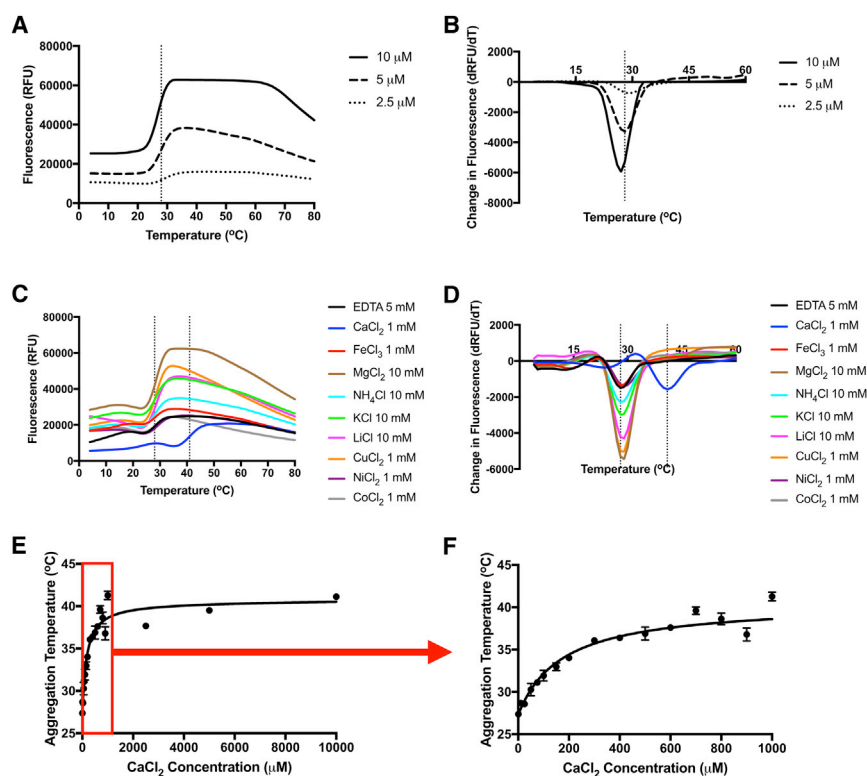 A
80000
60000
40000
20000
0
Fluorescence (RFU)
0 10 20 30 40 50 60 70 80
Temperature (ºC)
10 μM
5 μM
2.5 μM
B
2000
0
-2000
-4000
-6000
-8000
Change in Fluorescence (dRFU/dT)
15 30 45 60
Temperature (ºC)
10 μM
5 μM
2.5 μM
C
80000
60000
40000
20000
0
Fluorescence (RFU)
0 10 20 30 40 50 60 70 80
Temperature (ºC)
EDTA 5 mM
CaCl₂ 1 mM
FeCl₃ 1 mM
MgCl₂ 10 mM
NH₄Cl 10 mM
KCl 10 mM
LiCl 10 mM
CuCl₂ 1 mM
NiCl₂ 1 mM
CoCl₂ 1 mM
D
2000
0
-2000
-4000
-6000
Change in Fluorescence (dRFU/dT)
15 30 45 60
Temperature (ºC)
EDTA 5 mM
CaCl₂ 1 mM
FeCl₃ 1 mM
MgCl₂ 10 mM
NH₄Cl 10 mM
KCl 10 mM
LiCl 10 mM
CuCl₂ 1 mM
NiCl₂ 1 mM
CoCl₂ 1 mM
E
45
40
35
30
25
Aggregation Temperature (ºC)
0 2000 4000 6000 8000 10000
CaCl₂ Concentration (μM)
F
45
40
35
30
25
Aggregation Temperature (ºC)
0 200 400 600 800 1000
CaCl₂ Concentration (μM)